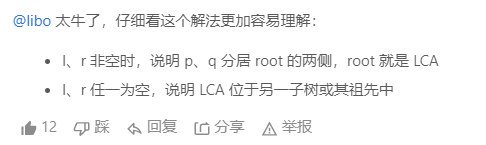 @libo 太牛了，仔细看这个解法更加容易理解：
l、r 非空时，说明 p、q 分居 root 的两侧，root 就是 LCA
l、r 任一为空，说明 LCA 位于另一子树或其祖先中
12 踩 回复 分享 举报